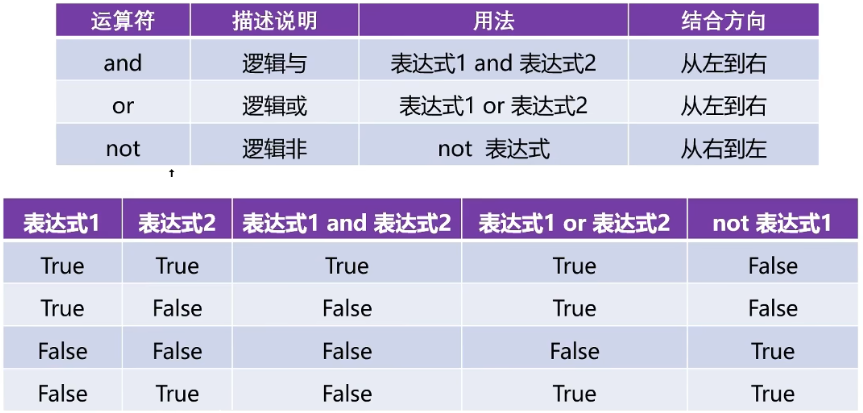 运算符 描述说明 用法 结合方向
and 逻辑与 表达式1 and 表达式2 从左到右
or 逻辑或 表达式1 or 表达式2 从左到右
not 逻辑非 not 表达式 从右到左
表达式1 表达式2 表达式1 and 表达式2 表达式1 or 表达式2 not 表达式1
True True True True False
True False False True False
False False False False True
False True False True True